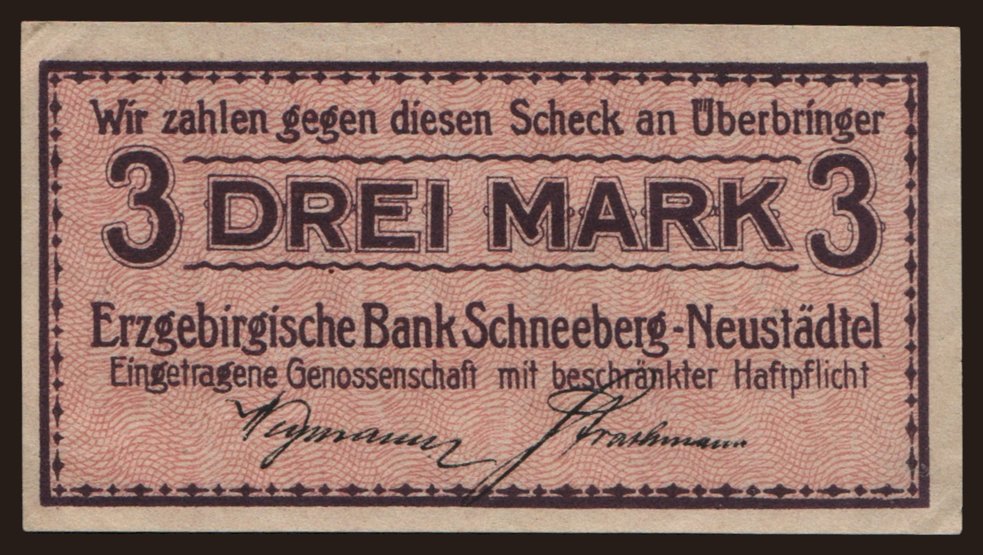 Wir zahlen gegen diesen Scheck an Überbringer
3 DREI MARK 3
Erzgebirgische Bank Schneeberg-Neustädtel
Eingetragene Genossenschaft mit beschränkter Haftpflicht